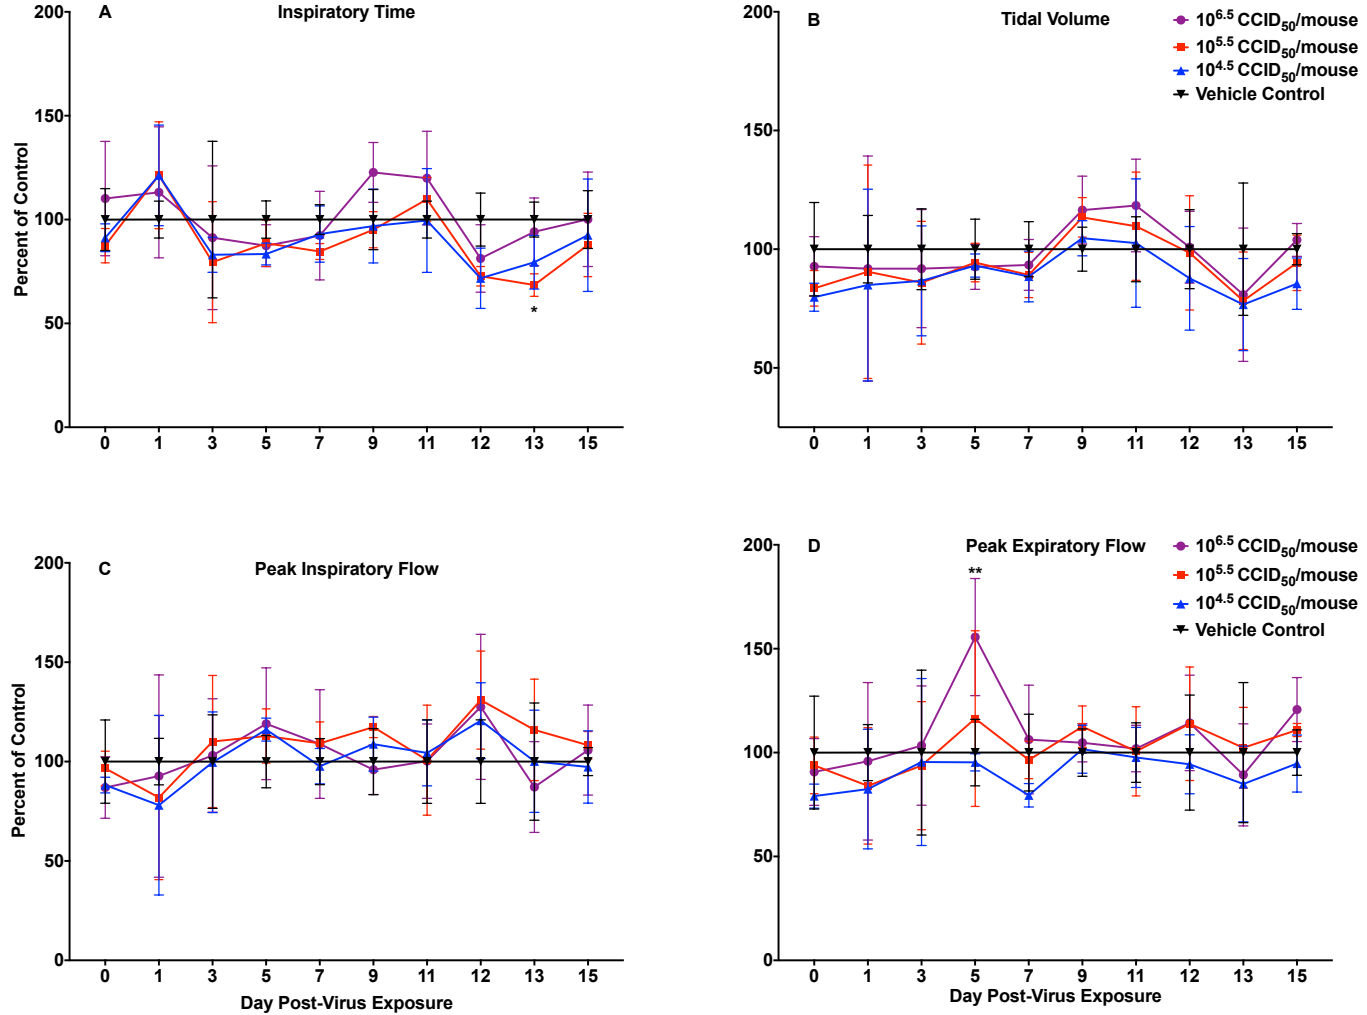 A
Inspiratory Time
Percent of Control
200
150
100
50
0
*
0 1 3 5 7 9 11 12 13 15
B
Tidal Volume
10^6.5 CCID50/mouse
10^5.5 CCID50/mouse
10^4.5 CCID50/mouse
Vehicle Control
200
150
100
50
0 1 3 5 7 9 11 12 13 15
C
Peak Inspiratory Flow
Percent of Control
200
150
100
50
0
0 1 3 5 7 9 11 12 13 15
Day Post-Virus Exposure
D
Peak Expiratory Flow
10^6.5 CCID50/mouse
10^5.5 CCID50/mouse
10^4.5 CCID50/mouse
Vehicle Control
**
200
150
100
50
0
0 1 3 5 7 9 11 12 13 15
Day Post-Virus Exposure